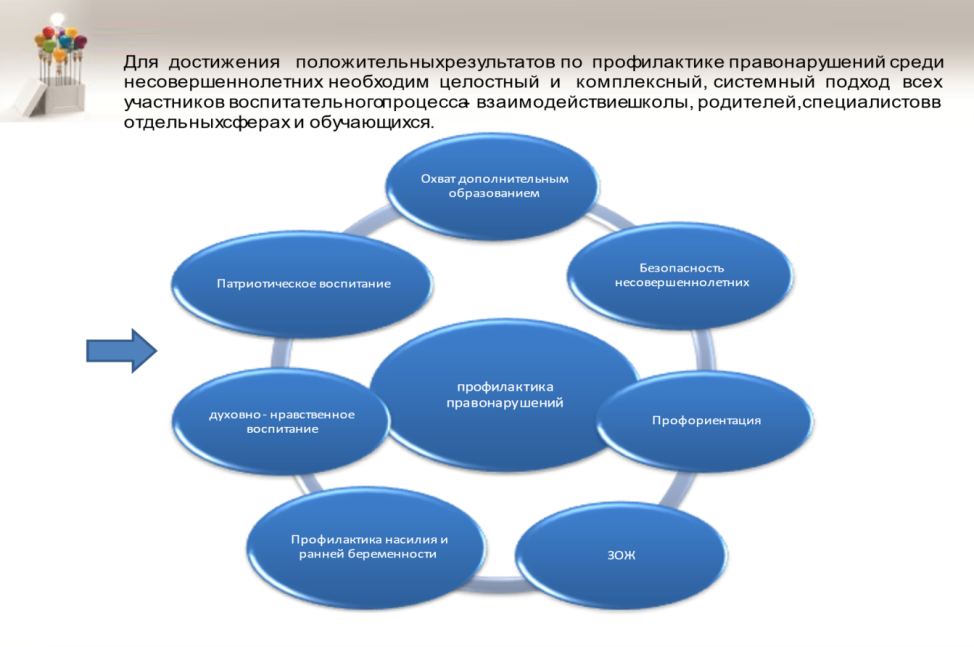 Для достижения положительныхрезультатов по профилактике правонарушений среди
несовершеннолетних необходим целостный и комплексный, системный подход всех
участников воспитательногопроцесса- взаимодействиешколы, родителей,специалистовв
отдельныхсферах и обучающихся.
Охват дополнительным
образованием
Патриотическое воспитание
Безопасность
несовершеннолетних
профилактика
правонарушений
духовно - нравственное
воспитание
Профориентация
Профилактика насилия и
ранней беременности
ЗОЖ